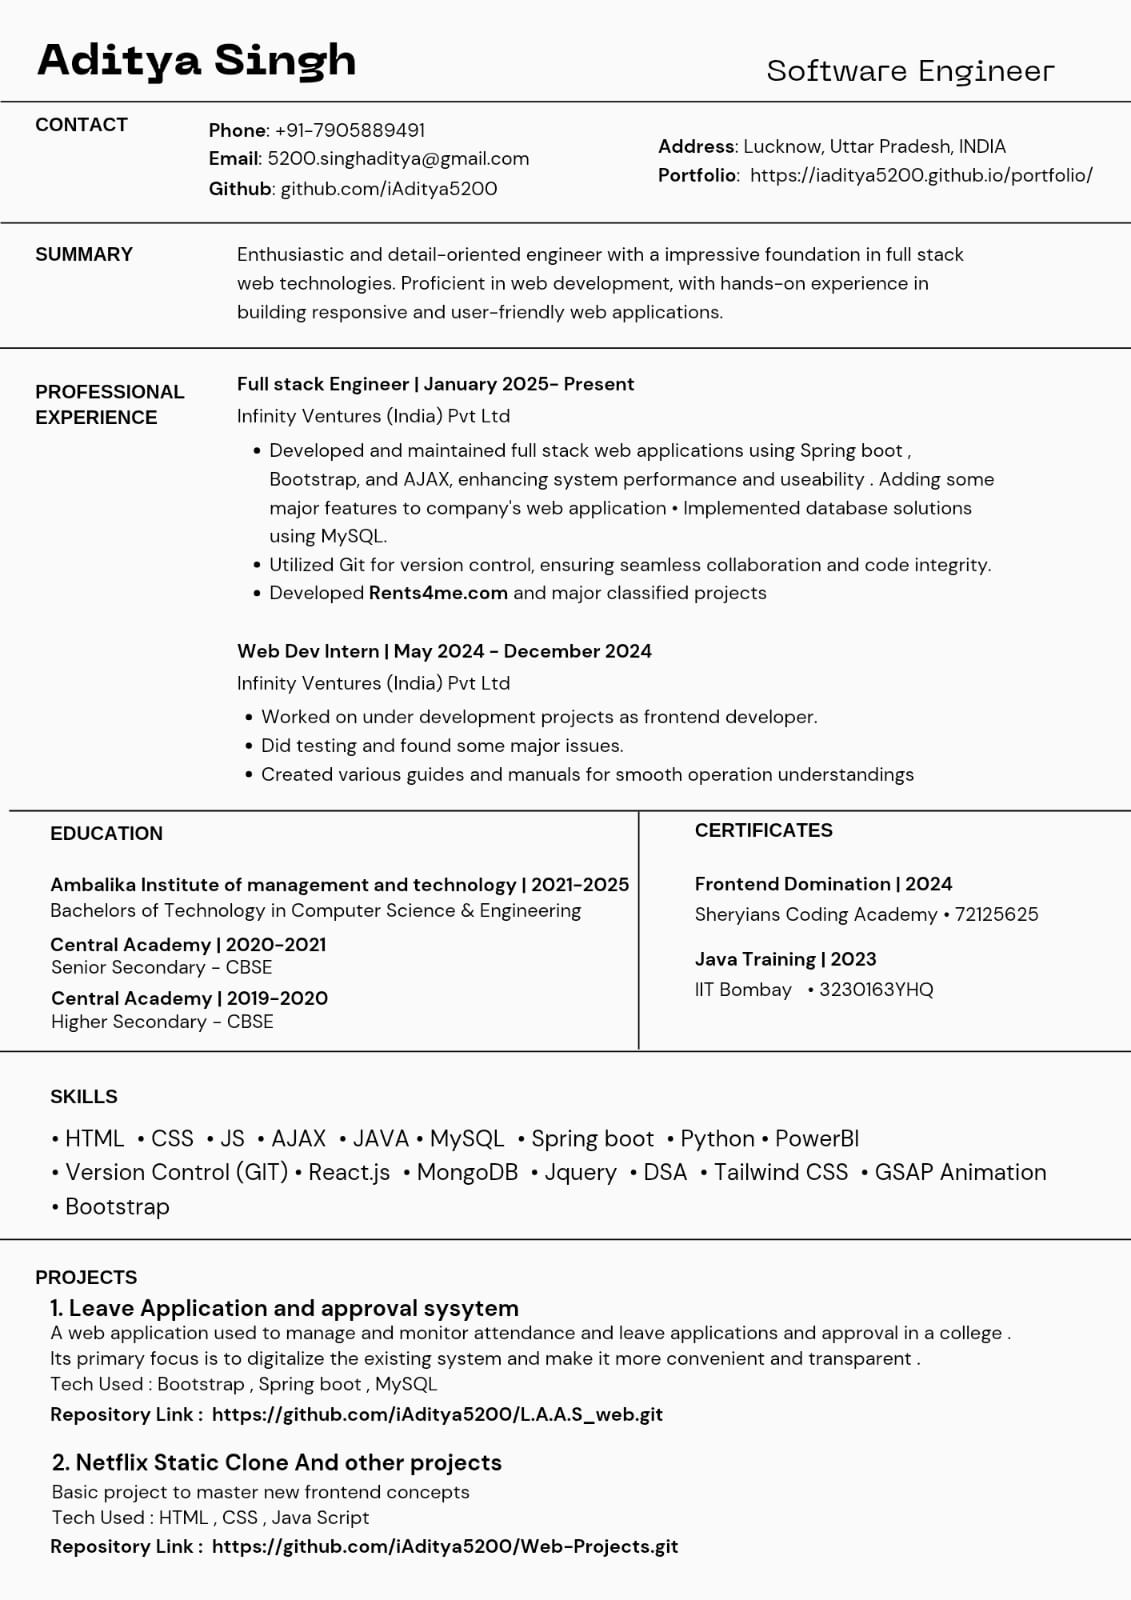 Aditya Singh
Software Engineer
CONTACT
Phone: +91-7905889491
Email: 5200.singhaditya@gmail.com
Github: github.com/iAditya5200
Address: Lucknow, Uttar Pradesh, INDIA
Portfolio:  https://iaditya5200.github.io/portfolio/
SUMMARY
Enthusiastic and detail-oriented engineer with a impressive foundation in full stack
web technologies. Proficient in web development, with hands-on experience in
building responsive and user-friendly web applications.
PROFESSIONAL
EXPERIENCE
Full stack Engineer | January 2025- Present
Infinity Ventures (India) Pvt Ltd
• Developed and maintained full stack web applications using Spring boot ,
Bootstrap, and AJAX, enhancing system performance and useability . Adding some
major features to company's web application • Implemented database solutions
using MySQL.
• Utilized Git for version control, ensuring seamless collaboration and code integrity.
• Developed Rents4me.com and major classified projects
Web Dev Intern | May 2024 - December 2024
Infinity Ventures (India) Pvt Ltd
• Worked on under development projects as frontend developer.
• Did testing and found some major issues.
• Created various guides and manuals for smooth operation understandings
EDUCATION
Ambalika Institute of management and technology | 2021-2025
Bachelors of Technology in Computer Science & Engineering
Central Academy | 2020-2021
Senior Secondary - CBSE
Central Academy | 2019-2020
Higher Secondary - CBSE
CERTIFICATES
Frontend Domination | 2024
Sheryians Coding Academy • 72125625
Java Training | 2023
IIT Bombay • 3230163YHQ
SKILLS
• HTML • CSS • JS • AJAX • JAVA • MySQL • Spring boot • Python • PowerBI
• Version Control (GIT) • React.js • MongoDB • Jquery • DSA • Tailwind CSS • GSAP Animation
• Bootstrap
PROJECTS
1. Leave Application and approval sysytem
A web application used to manage and monitor attendance and leave applications and approval in a college .
Its primary focus is to digitalize the existing system and make it more convenient and transparent .
Tech Used : Bootstrap , Spring boot , MySQL
Repository Link : https://github.com/iAditya5200/L.A.A.S_web.git
2. Netflix Static Clone And other projects
Basic project to master new frontend concepts
Tech Used : HTML , CSS , Java Script
Repository Link : https://github.com/iAditya5200/Web-Projects.git